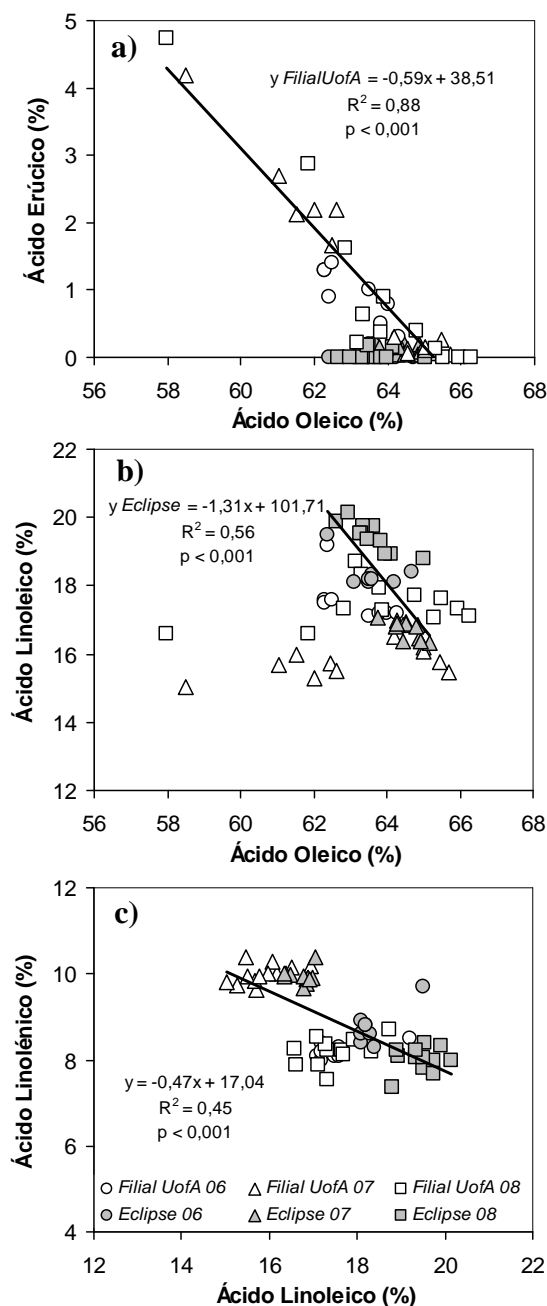 a)
y FilialUofA = -0,59x + 38,51
R² = 0,88
p < 0,001
Ácido Erúcico (%)
5
4
3
2
1
0
56 58 60 62 64 66 68
Ácido Oleico (%)
b)
y Eclipse = -1,31x + 101,71
R² = 0,56
p < 0,001
Ácido Linoleico (%)
22
20
18
16
14
12
56 58 60 62 64 66 68
Ácido Oleico (%)
c)
y = -0,47x + 17,04
R² = 0,45
p < 0,001
Ácido Linolénico (%)
12
10
8
6
4
Filial UofA 06 Filial UofA 07 Filial UofA 08
Eclipse 06 Eclipse 07 Eclipse 08
12 14 16 18 20 22
Ácido Linoleico (%)